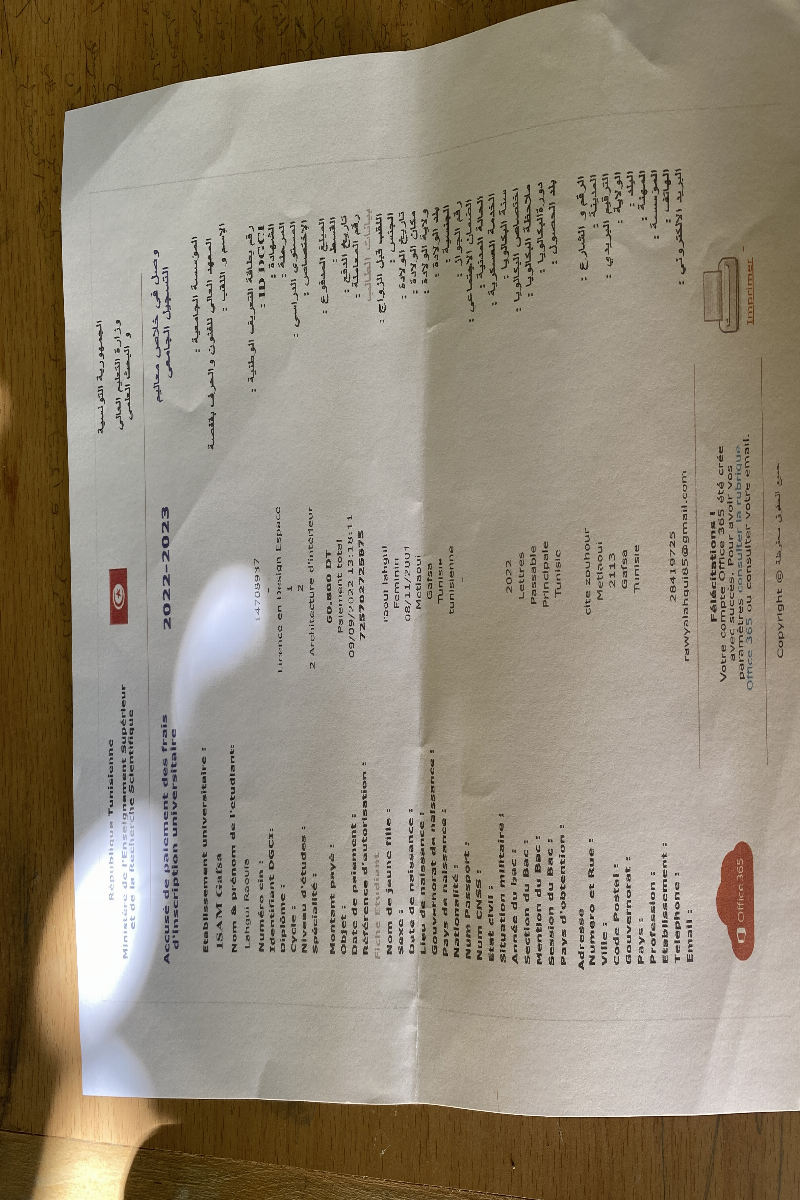 République Tunisienne
Ministère de l'Enseignement Supérieur
et de la Recherche Scientifique
الجمهورية التونسية
وزارة التعليم العالي
و البحث العلمي
Accusé de paiement des frais
d'inscription universitaire
2022-2023
وصل في خلاص معاليم
التسجيل الجامعي
Etablissement universitaire : المؤسسة الجامعية :
ISAM Gafsa المعهد العالي للفنون و الحرف بقفصة
Nom & prénom de l'etudiant: الإسم و اللقب :
Lahgui Raouia
Numéro cin : 14708937 رقم بطاقة التعريف الوطنية :
Identifiant DGCI: - ID DGCI :
Diplôme : Licence en Design Espace الشهادة :
Cycle : 1 المرحلة :
Niveau d'études : 2 المستوى الدراسي :
Spécialité : 2 Architecture d'intérieur الإختصاص :
Montant payé : 60.800 DT المبلغ المدفوع :
Objet : Paiement total القسط :
Date de paiement : 09/09/2022 13:18:11 تاريخ الدفع :
Référence d'autorisation : 725702725875 رقم المعاملة :
Fiche Etudiant بيانات الطالب
Nom de jeune fille : raoui lahgui اللقب قبل الزواج :
Sexe : Feminin الجنس :
Date de naissance : 08/11/2001 تاريخ الولادة :
Lieu de naissance : Metlaoui مكان الولادة :
Gouvernorat de naissance : Gafsa ولاية الولادة :
Pays de naissance : Tunisie بلد الولادة :
Nationalité : tunisienne الجنسية :
Num Passport : - رقم الجواز :
Num CNSS : الضمان الاجتماعي :
Etat civil : الحالة المدنية :
Situation militaire : الخدمة العسكرية :
Année du bac : 2022 سنة البكالوريا :
Section du Bac : Lettres اختصاص البكالوريا :
Mention du Bac : Passable ملاحظة البكالوريا :
Session du Bac : Principale دورة البكالوريا :
Pays d'obtention : Tunisie بلد الحصول :
Adresse
Numero et Rue : cite zouhour الرقم و الشارع :
Ville : Metlaoui المدينة :
Code Postal : 2113 الترقيم البريدي :
Gouvernorat : Gafsa الولاية :
Pays : Tunisie البلد :
Profession : المهنة :
Etablissement : المؤسسة :
Telephone : 28419725 الهاتف :
Email : rawyalahgui85@gmail.com البريد الالكتروني :
Office 365
Félécitations !
Votre compte Office 365 été crée
avec succès. Pour avoir vos
paramètres consulter la rubrique
Office 365 ou consulter votre email.
Imprimer
Copyright © جميع الحقوق محفوظة